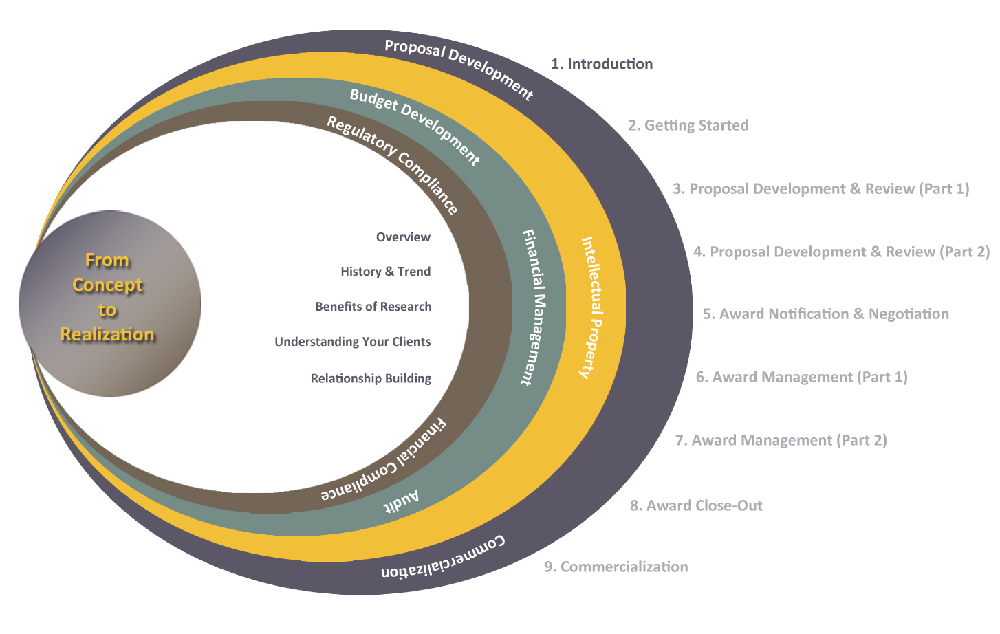 Proposal Development
1. Introduction
Budget Development
Regulatory Compliance
2. Getting Started
3. Proposal Development & Review (Part 1)
Overview
Financial Management
Intellectual Property
4. Proposal Development & Review (Part 2)
From
Concept
to
Realization
History & Trend
Benefits of Research
Understanding Your Clients
Relationship Building
5. Award Notification & Negotiation
6. Award Management (Part 1)
7. Award Management (Part 2)
Financial Compliance
Audit
8. Award Close-Out
Commercialization
9. Commercialization